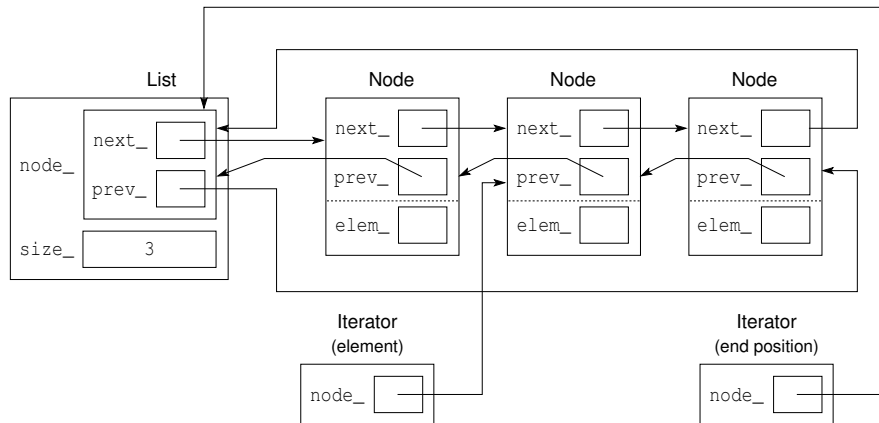 List
Node
Node
Node
node_
next_
prev_
size_
3
next_
prev_
elem_
next_
prev_
elem_
next_
prev_
elem_
Iterator
(element)
node_
Iterator
(end position)
node_